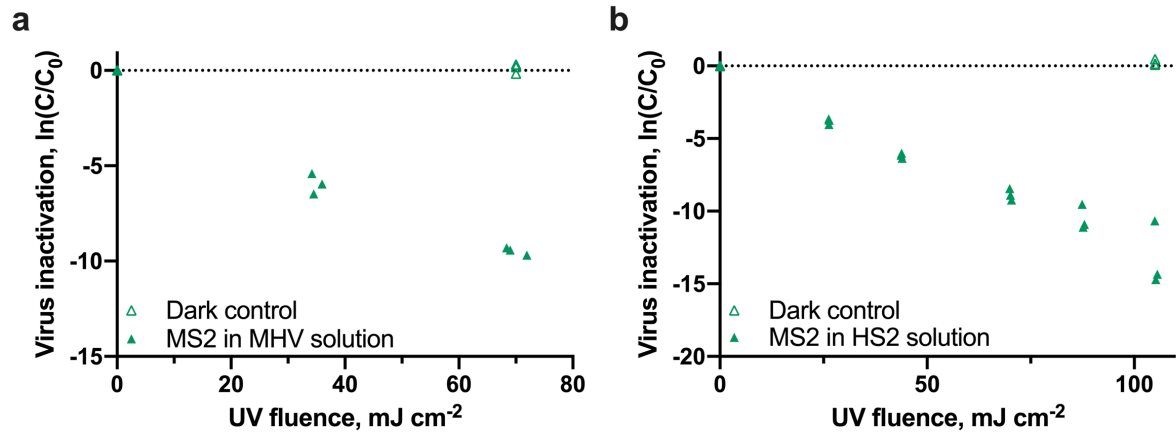 a
Virus inactivation, ln(C/C0)
0
-5
-10
-15
Dark control
MS2 in MHV solution
0
20
40
60
80
UV fluence, mJ cm-2
b
Virus inactivation, ln(C/C0)
0
-5
-10
-15
-20
Dark control
MS2 in HS2 solution
0
50
100
UV fluence, mJ cm-2